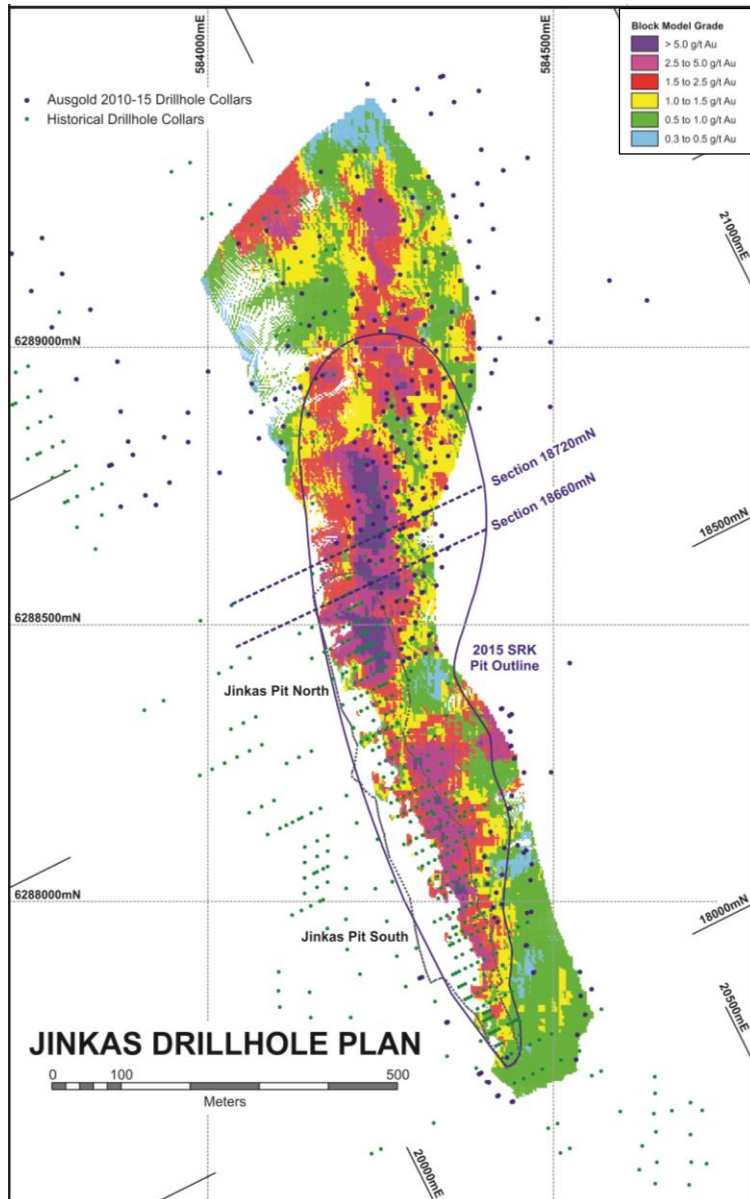 584000mE
584500mE
Block Model Grade
> 5.0 g/t Au
2.5 to 5.0 g/t Au
1.5 to 2.5 g/t Au
1.0 to 1.5 g/t Au
0.5 to 1.0 g/t Au
0.3 to 0.5 g/t Au
Ausgold 2010-15 Drillhole Collars
Historical Drillhole Collars
21000mE
6289000mN
Section 18720mN
Section 18660mN
18500mN
6288500mN
2015 SRK
Pit Outline
Jinkas Pit North
6288000mN
18000mN
Jinkas Pit South
20500mE
JINKAS DRILLHOLE PLAN
0 100 500
Meters
20000mE